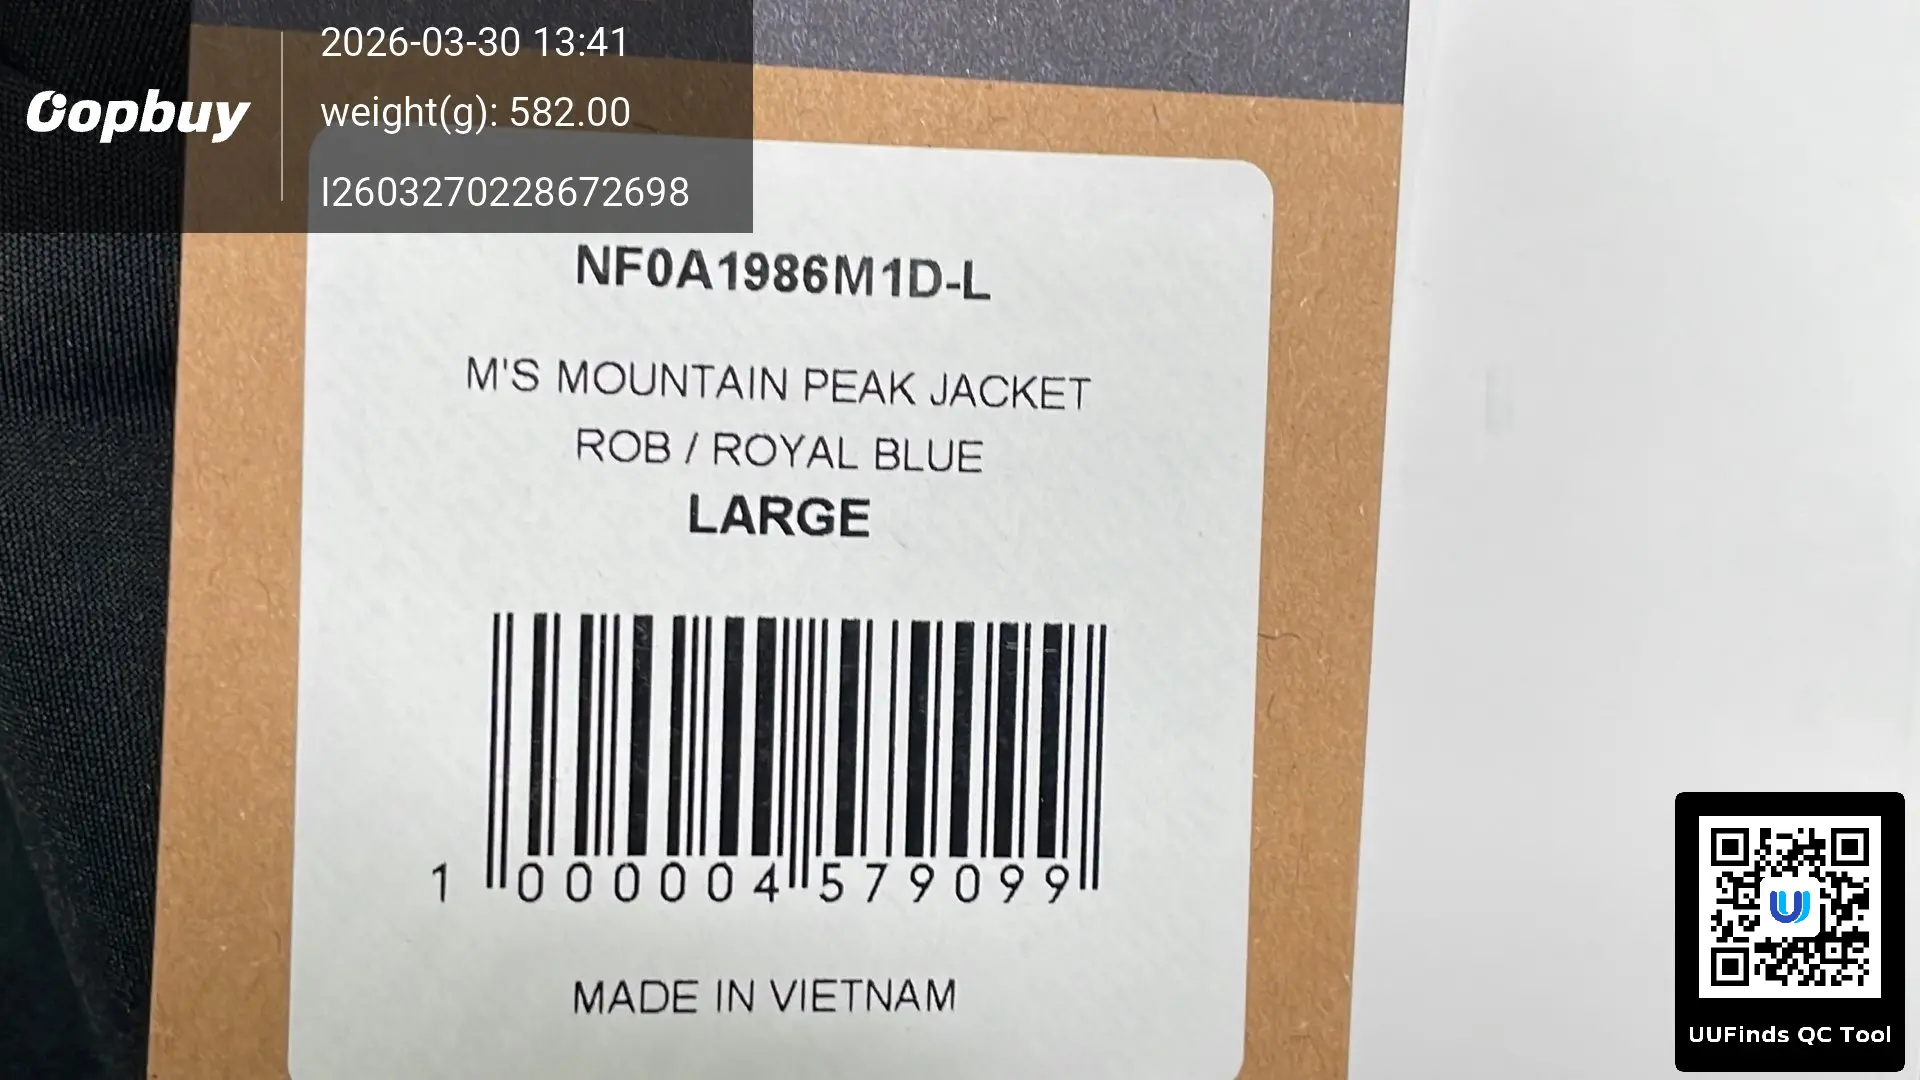 Oopbuy
2026-03-30 13:41
weight(g): 582.00
I2603270228672698
NF0A1986M1D-L
M'S MOUNTAIN PEAK JACKET
ROB / ROYAL BLUE
LARGE
1 000004 579099
MADE IN VIETNAM
UUFinds QC Tool